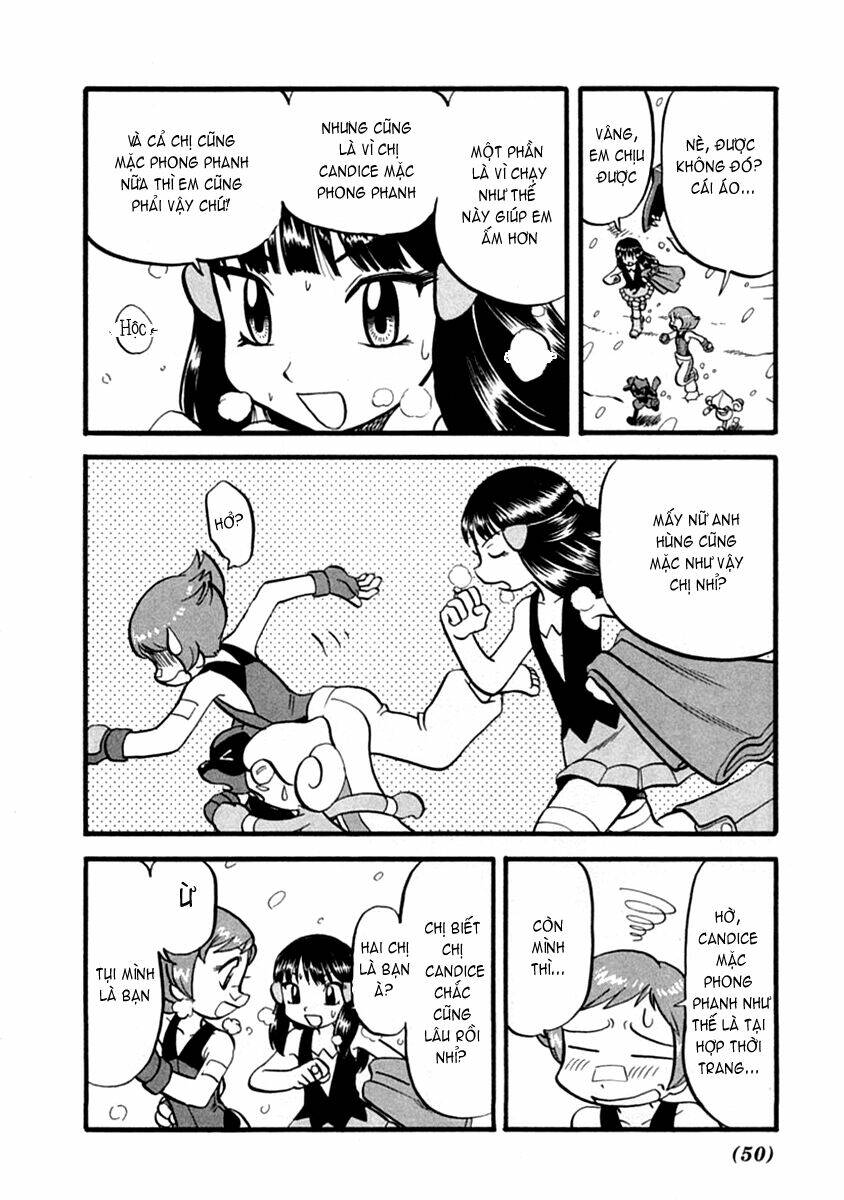 NÈ, ĐƯỢC
KHÔNG ĐÓ?
CÁI ÁO...
VÂNG,
EM CHỊU
ĐƯỢC
MỘT PHẦN
LÀ VÌ CHẠY
NHƯ THẾ
NÀY GIÚP EM
ẤM HƠN
NHƯNG CŨNG
LÀ VÌ CHỊ
CANDICE MẶC
PHONG PHANH
VÀ CẢ CHỊ CŨNG
MẶC PHONG PHANH
NỮA THÌ EM CŨNG
PHẢI VẬY CHỨ!
Hộc
MẤY NỮ ANH
HÙNG CŨNG
MẶC NHƯ VẬY
CHỊ NHỈ?
HỞ?
HỜ,
CANDICE
MẶC
PHONG
PHANH NHƯ
THẾ LÀ TẠI
HỢP THỜI
TRANG...
CÒN
MÌNH
THÌ...
CHỊ BIẾT
CHỊ
CANDICE
CHẮC
CŨNG
LÂU RỒI
NHỈ?
HAI CHỊ
LÀ BẠN
À?
Ừ
TỤI MÌNH
LÀ BẠN
(50)